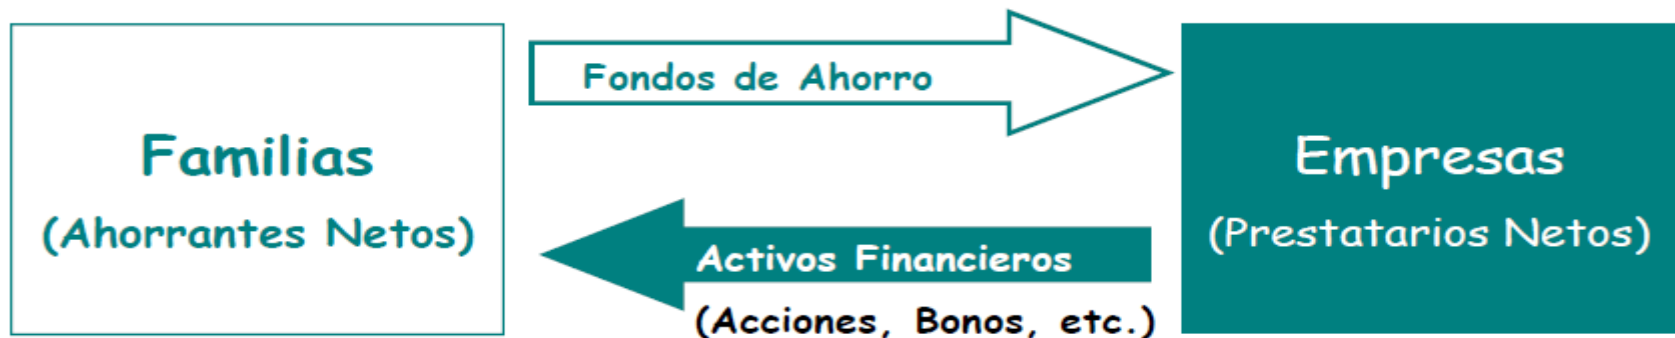 Familias
(Ahorrantes Netos)
Fondos de Ahorro
Activos Financieros
(Acciones, Bonos, etc.)
Empresas
(Prestatarios Netos)